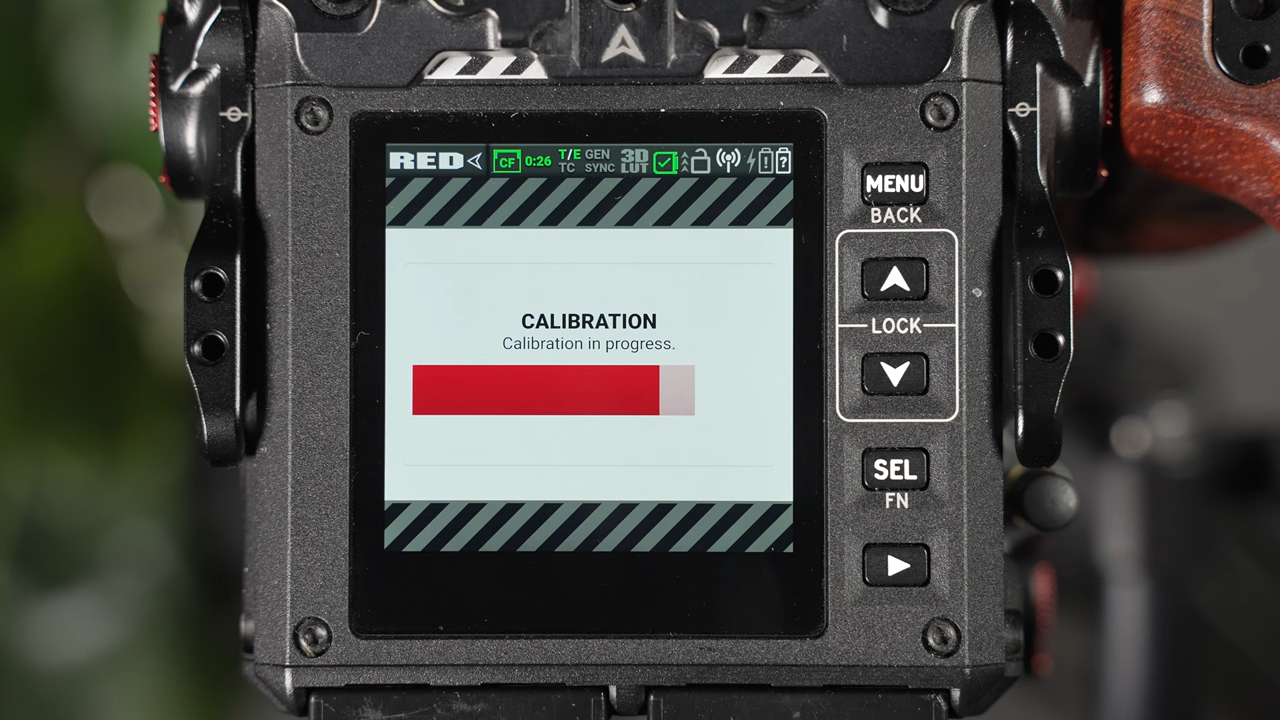 RED CF 0:26 T/E TC GEN SYNC 3D LUT ! ?
CALIBRATION
Calibration in progress.
MENU
BACK
LOCK
SEL
FN